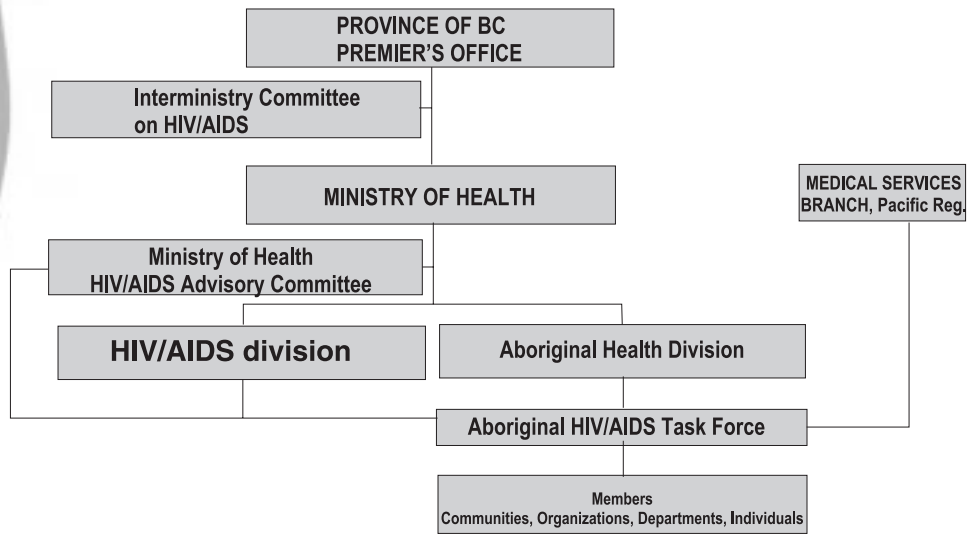 PROVINCE OF BC
PREMIER'S OFFICE
Interministry Committee
on HIV/AIDS
MINISTRY OF HEALTH
MEDICAL SERVICES
BRANCH, Pacific Reg.
Ministry of Health
HIV/AIDS Advisory Committee
HIV/AIDS division
Aboriginal Health Division
Aboriginal HIV/AIDS Task Force
Members
Communities, Organizations, Departments, Individuals